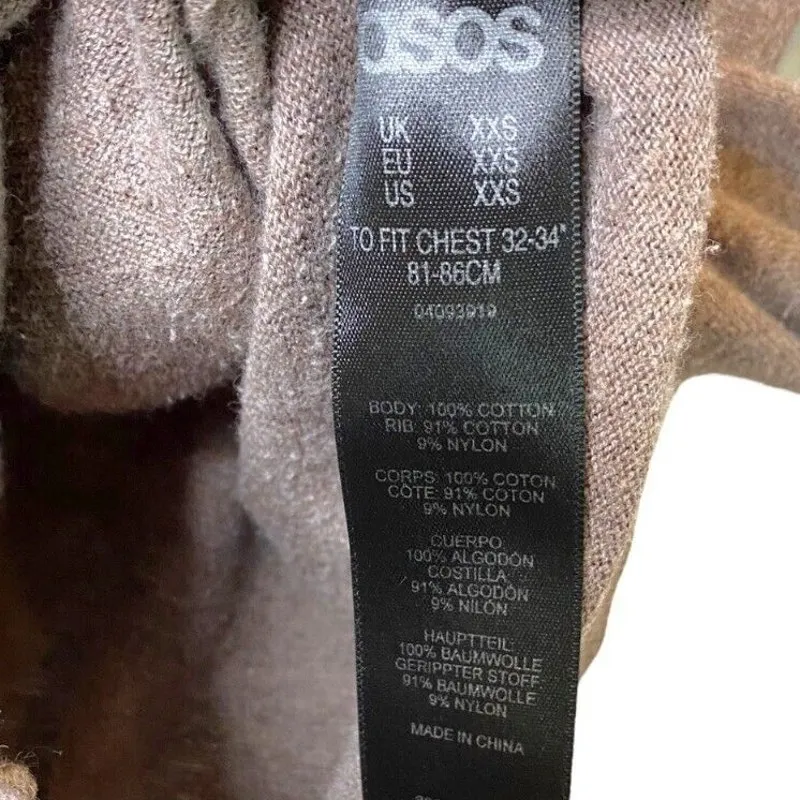 asos
UK XXS
EU XXS
US XXS
TO FIT CHEST 32-34"
81-86CM
04093919
BODY: 100% COTTON
RIB: 91% COTTON
9% NYLON
CORPS: 100% COTON
CÔTE: 91% COTON
9% NYLON
CUERPO
100% ALGODÓN
COSTILLA
91% ALGODÓN
9% NILÓN
HAUPTTEIL:
100% BAUMWOLLE
GERIPPTER STOFF
91% BAUMWOLLE
9% NYLON
MADE IN CHINA